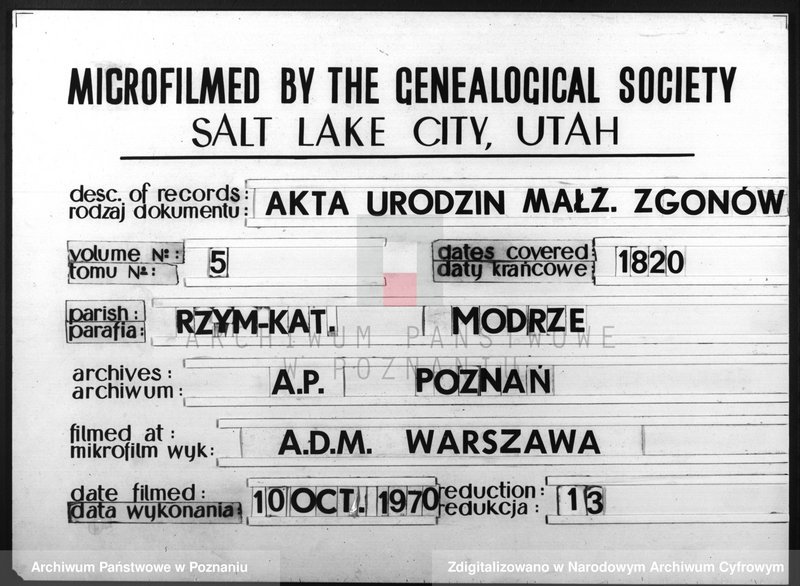 MICROFILMED BY THE GENEALOGICAL SOCIETY
SALT LAKE CITY, UTAH
desc. of records: AKTA URODZIN MAŁŻ. ZGONÓW
rodzaj dokumentu:
volume No: 5 dates covered: 1820
tomu No: daty krańcowe:
parish: RZYM-KAT. MODRZE
parafia:
ARCHIWUM PAŃSTWOWE
W POZNANIU
archives: A.P. POZNAŃ
archiwum:
filmed at: A.D.M. WARSZAWA
mikrofilm wyk:
date filmed: 10 OCT. 1970 reduction: 13
data wykonania: redukcja:
Archiwum Państwowe w Poznaniu Zdigitalizowano w Narodowym Archiwum Cyfrowym